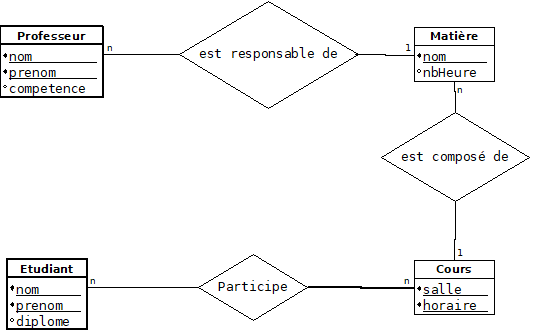 Professeur
nom
prenom
competence
n
est responsable de
1
Matière
nom
nbHeure
n
est composé de
1
Etudiant
nom
prenom
diplome
n
Participe
n
Cours
salle
horaire